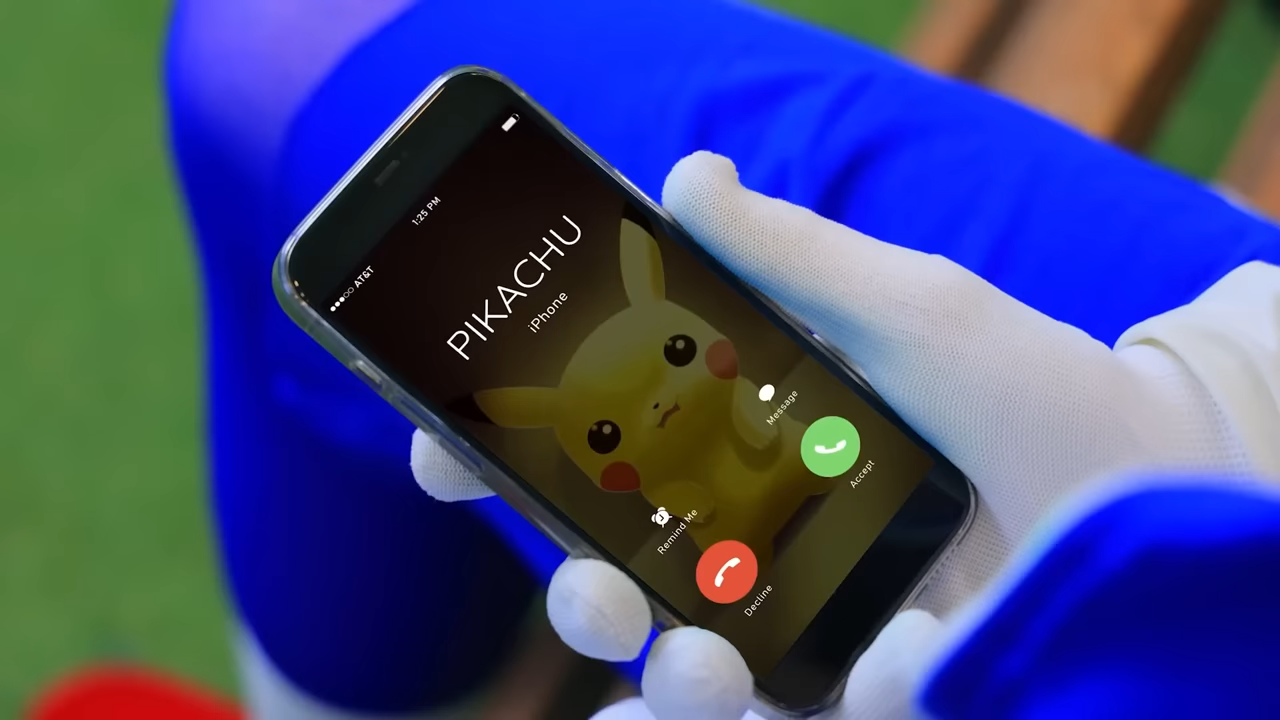 ●●●○○ AT&T 1:25 PM
PIKACHU
iPhone
Remind Me
Message
Decline
Accept